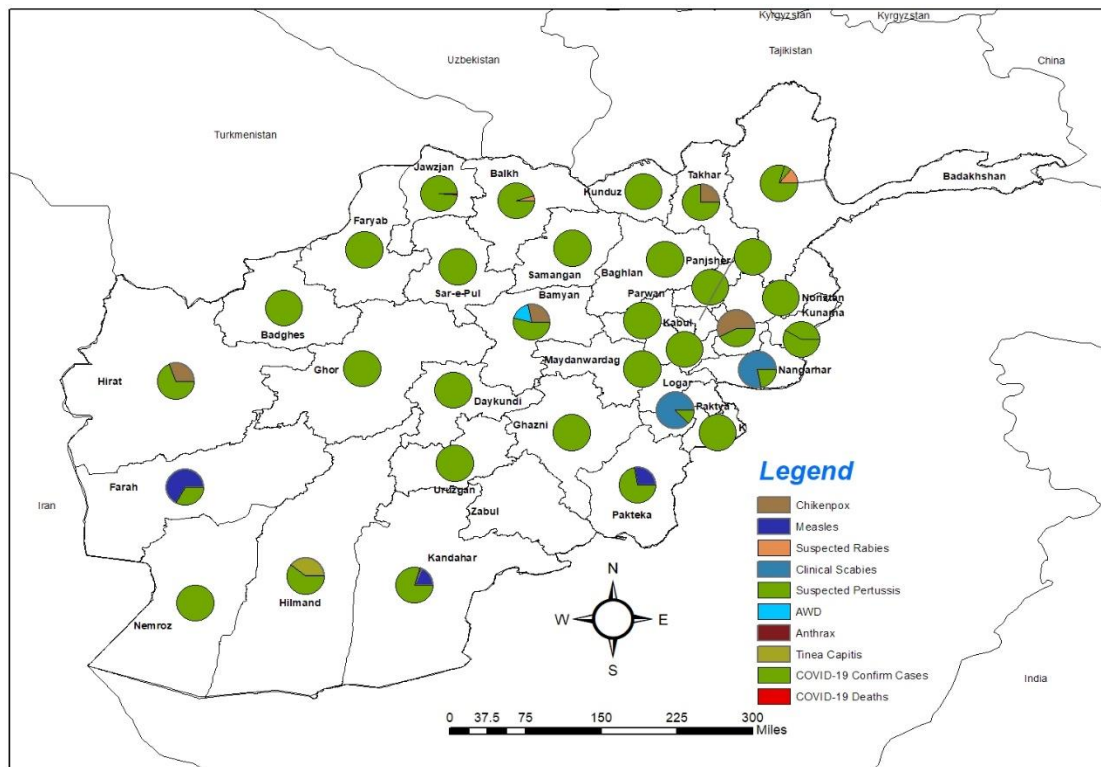 Kyrgyzstan
Kyrgyzstan
Uzbekistan
Tajikistan
China
Turkmenistan
Jawzjan
Balkh
Kunduz
Takhar
Badakhshan
Faryab
Samangan
Baghlan
Panjsher
Sar-e-Pul
Bamyan
Parwan
Noristan
Kunarha
Badghes
Kabul
Ghor
Maydanwardag
Nangarhar
Hirat
Logar
Daykundi
Paktya
Ghazni
K
Farah
Iran
Uruzgan
Zabul
Pakteka
Kandahar
Hilmand
Nemroz
N
W
E
S
Legend
Chikenpox
Measles
Suspected Rabies
Clinical Scabies
Suspected Pertussis
AWD
Anthrax
Tinea Capitis
COVID-19 Confirm Cases
COVID-19 Deaths
India
0 37.5 75 150 225 300
Miles